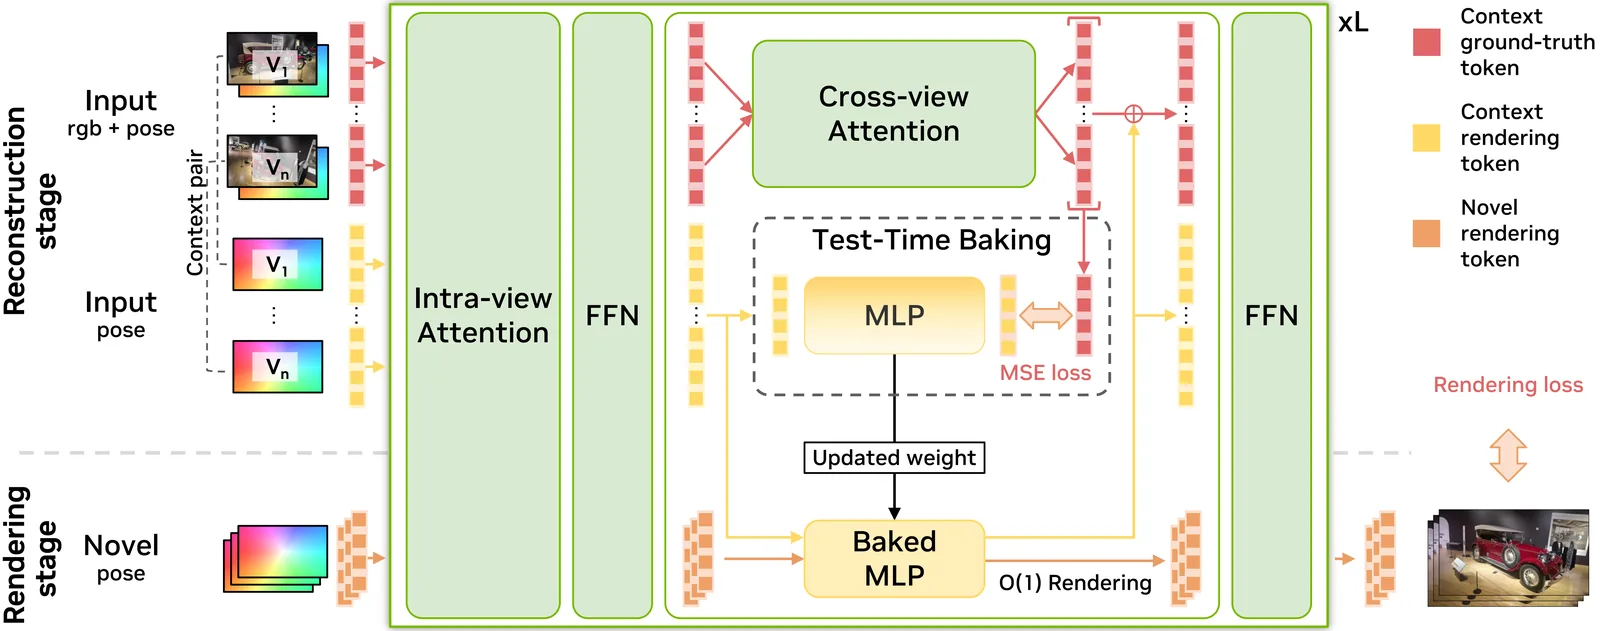 Reconstruction
stage
Input
rgb + pose
Context pair
V1
Vn
Input
pose
V1
Vn
Intra-view
Attention
FFN
Cross-view
Attention
Test-Time Baking
MLP
MSE loss
Updated weight
FFN
xL
Context
ground-truth
token
Context
rendering
token
Novel
rendering
token
Rendering loss
Rendering
stage
Novel
pose
Baked
MLP
O(1) Rendering